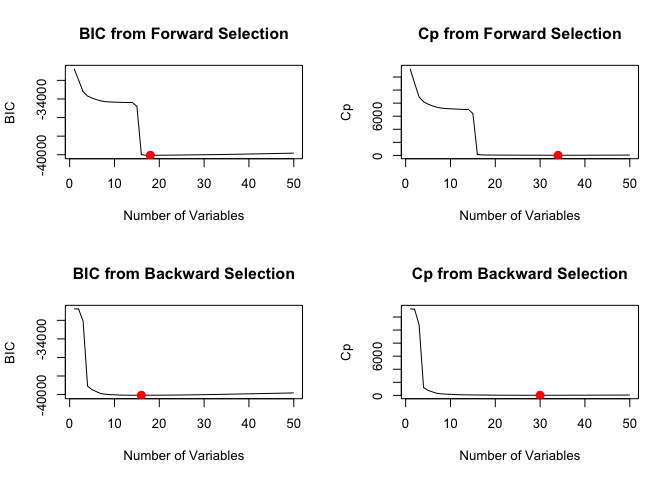 BIC from Forward Selection
BIC
-34000
-40000
0 10 20 30 40 50
Number of Variables
Cp from Forward Selection
Cp
6000
0
0 10 20 30 40 50
Number of Variables
BIC from Backward Selection
BIC
-34000
-40000
0 10 20 30 40 50
Number of Variables
Cp from Backward Selection
Cp
6000
0
0 10 20 30 40 50
Number of Variables